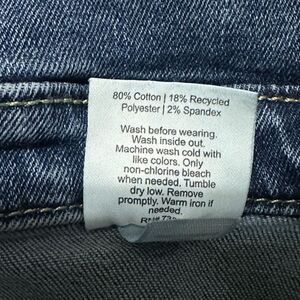 80% Cotton | 18% Recycled
Polyester | 2% Spandex
Wash before wearing.
Wash inside out.
Machine wash cold with
like colors. Only
non-chlorine bleach
when needed. Tumble
dry low. Remove
promptly. Warm iron if
needed.
RN#